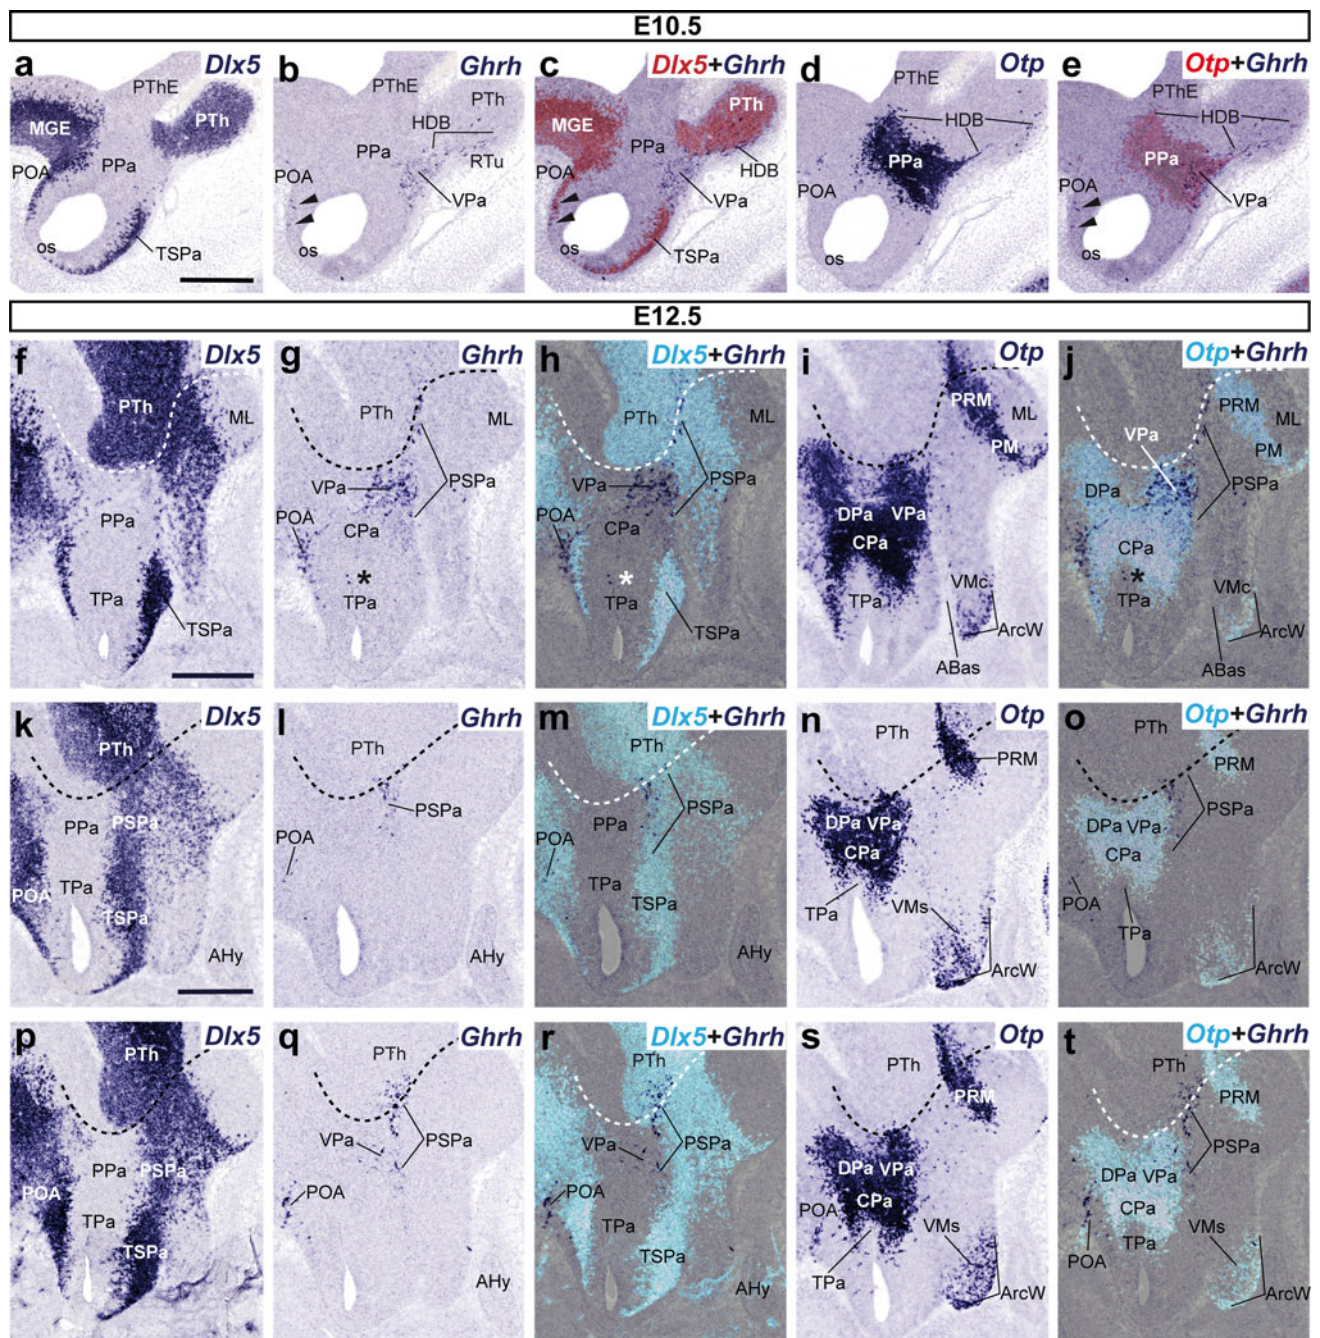 E10.5
a Dlx5
PThE
MGE
PTh
POA PPa
os
TSPa
b Ghrh
PThE
PTh
HDB
PPa
RTu
POA
VPa
os
c Dlx5+Ghrh
PTh
MGE
PPa
POA
HDB
VPa
os
TSPa
d Otp
PThE
HDB
PPa
POA
os
e Otp+Ghrh
PThE
HDB
PPa
POA
VPa
os
E12.5
f Dlx5
PTh
ML
PPa
TPa
TSPa
g Ghrh
PTh
ML
PSPa
VPa
POA
CPa
*
TPa
h Dlx5+Ghrh
PTh
ML
VPa
PSPa
POA
CPa
*
TPa
TSPa
i Otp
PRM
ML
PM
DPa VPa
CPa
VMc
TPa
ArcW
ABas
j Otp+Ghrh
PRM
ML
VPa
PM
DPa
PSPa
CPa
*
VMc
TPa
ArcW
ABas
k Dlx5
PTh
PPa
PSPa
TPa
POA
TSPa
AHy
l Ghrh
PTh
PSPa
POA
AHy
m Dlx5+Ghrh
PTh
PSPa
PPa
POA
TSPa
TPa
AHy
n Otp
PTh
PRM
DPa VPa
CPa
TPa
VMs
ArcW
o Otp+Ghrh
PTh
PRM
PSPa
DPa VPa
CPa
POA
TPa
ArcW
p Dlx5
PTh
PPa
PSPa
POA
TPa
TSPa
q Ghrh
PTh
VPa
PSPa
POA
AHy
r Dlx5+Ghrh
PTh
VPa
PSPa
POA
TPa
TSPa
AHy
s Otp
PTh
PRM
DPa VPa
CPa
POA
VMs
TPa
ArcW
t Otp+Ghrh
PTh
PRM
PSPa
DPa VPa
CPa
VMs
TPa
POA
ArcW